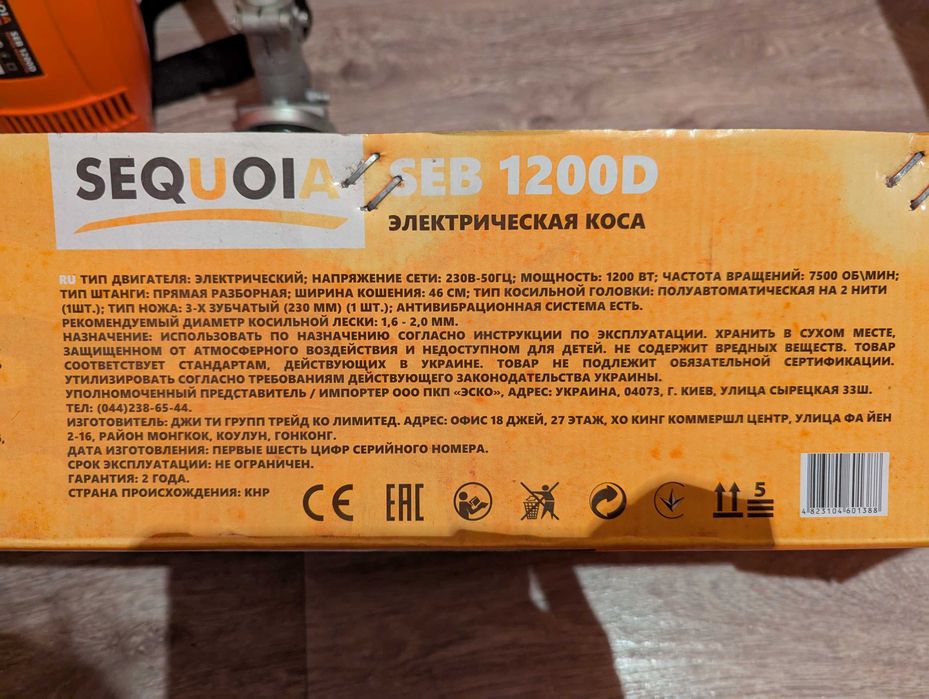 SEB 1200D
SEQUOIA
SEB 1200D
ЭЛЕКТРИЧЕСКАЯ КОСА
RU ТИП ДВИГАТЕЛЯ: ЭЛЕКТРИЧЕСКИЙ; НАПРЯЖЕНИЕ СЕТИ: 230В-50ГЦ; МОЩНОСТЬ: 1200 ВТ; ЧАСТОТА ВРАЩЕНИЙ: 7500 ОБ\МИН;
ТИП ШТАНГИ: ПРЯМАЯ РАЗБОРНАЯ; ШИРИНА КОШЕНИЯ: 46 СМ; ТИП КОСИЛЬНОЙ ГОЛОВКИ: ПОЛУАВТОМАТИЧЕСКАЯ НА 2 НИТИ
(1ШТ.); ТИП НОЖА: 3-Х ЗУБЧАТЫЙ (230 ММ) (1 ШТ.); АНТИВИБРАЦИОННАЯ СИСТЕМА ЕСТЬ.
РЕКОМЕНДУЕМЫЙ ДИАМЕТР КОСИЛЬНОЙ ЛЕСКИ: 1,6 - 2,0 ММ.
НАЗНАЧЕНИЕ: ИСПОЛЬЗОВАТЬ ПО НАЗНАЧЕНИЮ СОГЛАСНО ИНСТРУКЦИИ ПО ЭКСПЛУАТАЦИИ. ХРАНИТЬ В СУХОМ МЕСТЕ,
ЗАЩИЩЕННОМ ОТ АТМОСФЕРНОГО ВОЗДЕЙСТВИЯ И НЕДОСТУПНОМ ДЛЯ ДЕТЕЙ. НЕ СОДЕРЖИТ ВРЕДНЫХ ВЕЩЕСТВ. ТОВАР
СООТВЕТСТВУЕТ СТАНДАРТАМ, ДЕЙСТВУЮЩИХ В УКРАИНЕ. ТОВАР НЕ ПОДЛЕЖИТ ОБЯЗАТЕЛЬНОЙ СЕРТИФИКАЦИИ.
УТИЛИЗИРОВАТЬ СОГЛАСНО ТРЕБОВАНИЯМ ДЕЙСТВУЮЩЕГО ЗАКОНОДАТЕЛЬСТВА УКРАИНЫ.
УПОЛНОМОЧЕННЫЙ ПРЕДСТАВИТЕЛЬ / ИМПОРТЕР ООО ПКП «ЭСКО», АДРЕС: УКРАИНА, 04073, Г. КИЕВ, УЛИЦА СЫРЕЦКАЯ 33Ш.
ТЕЛ: (044)238-65-44.
ИЗГОТОВИТЕЛЬ: ДЖИ ТИ ГРУПП ТРЕЙД КО ЛИМИТЕД. АДРЕС: ОФИС 18 ДЖЕЙ, 27 ЭТАЖ, ХО КИНГ КОММЕРШЛ ЦЕНТР, УЛИЦА ФА ЙЕН
2-16, РАЙОН МОНГКОК, КОУЛУН, ГОНКОНГ.
ДАТА ИЗГОТОВЛЕНИЯ: ПЕРВЫЕ ШЕСТЬ ЦИФР СЕРИЙНОГО НОМЕРА.
СРОК ЭКСПЛУАТАЦИИ: НЕ ОГРАНИЧЕН.
ГАРАНТИЯ: 2 ГОДА.
СТРАНА ПРОИСХОЖДЕНИЯ: КНР
CE EAC 5
4 823104 601388